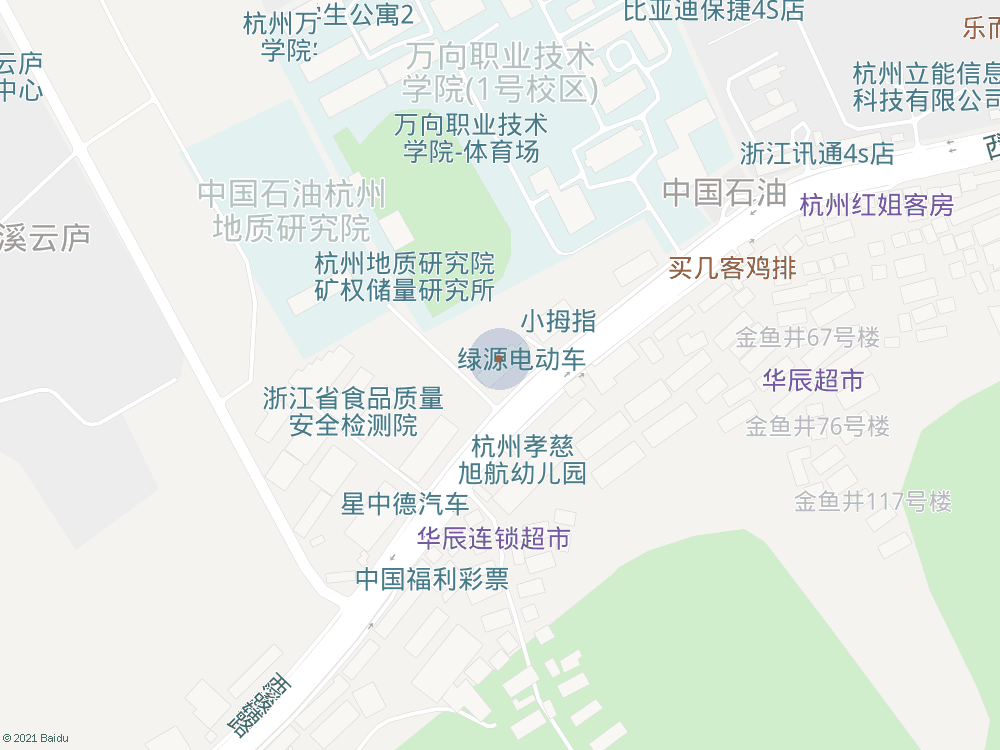 比亚迪保捷4S店
学生公寓2
杭州万
学院
乐而
万向职业技术
学院(1号校区)
云庐
中心
杭州立能信息
科技有限公司
万向职业技术
学院-体育场
浙江讯通4s店
西
中国石油杭州
地质研究院
中国石油
杭州红姐客房
溪云庐
杭州地质研究院
矿权储量研究所
买几客鸡排
小拇指
金鱼井67号楼
绿源电动车
华辰超市
浙江省食品质量
安全检测院
金鱼井76号楼
杭州孝慈
旭航幼儿园
星中德汽车
金鱼井117号楼
华辰连锁超市
中国福利彩票
西溪路
© 2021 Baidu